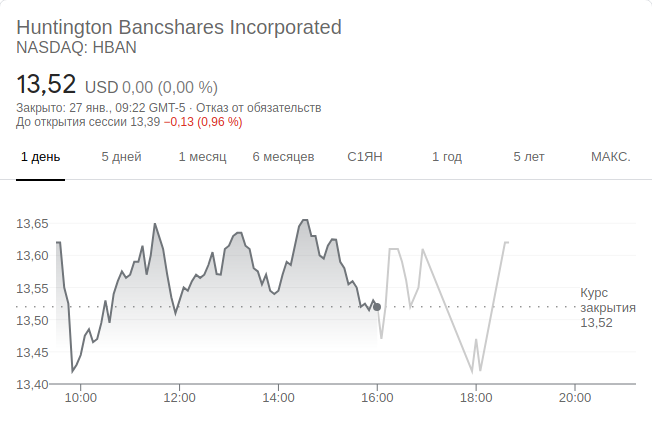 Huntington Bancshares Incorporated
NASDAQ: HBAN
13,52 USD 0,00 (0,00 %)
Закрыто: 27 янв., 09:22 GMT-5 · Отказ от обязательств
До открытия сессии 13,39 −0,13 (0,96 %)
1 день 5 дней 1 месяц 6 месяцев С1ЯН 1 год 5 лет МАКС.
13,65
13,60
13,55
13,50
13,45
13,40
Курс
закрытия
13,52
10:00 12:00 14:00 16:00 18:00 20:00